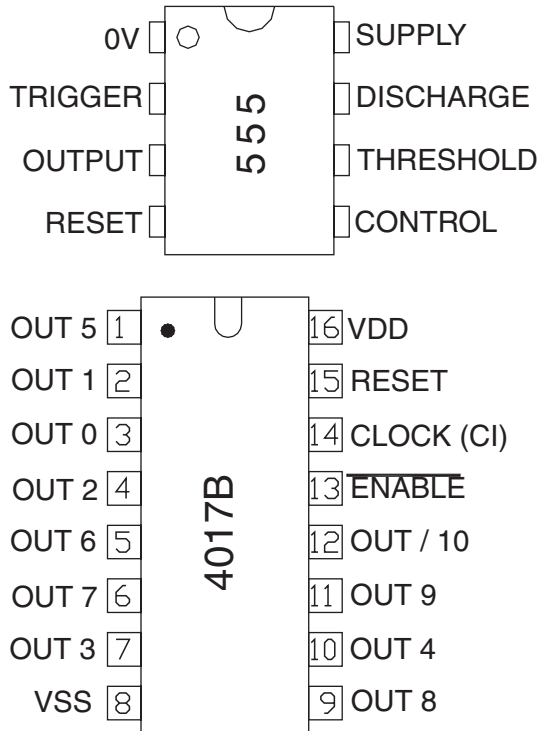 0V SUPPLY
TRIGGER DISCHARGE
555
OUTPUT THRESHOLD
RESET CONTROL
OUT 5 1 16 VDD
OUT 1 2 15 RESET
OUT 0 3 14 CLOCK (CI)
OUT 2 4 13 ENABLE
4017B
OUT 6 5 12 OUT / 10
OUT 7 6 11 OUT 9
OUT 3 7 10 OUT 4
VSS 8 9 OUT 8